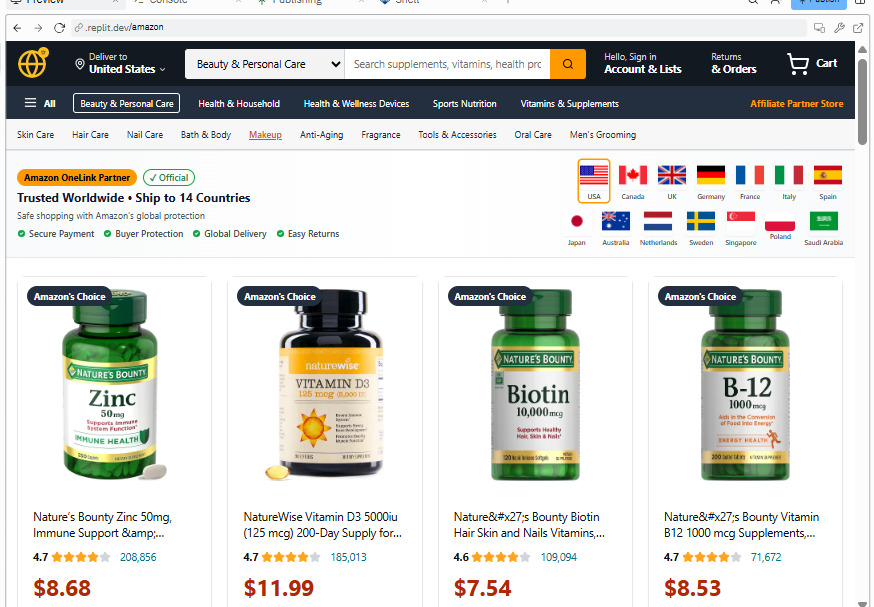 Preview
Console
Publishing
Shell
.replit.dev/amazon
Deliver to
United States
Beauty & Personal Care
Search supplements, vitamins, health prc
Hello, Sign in
Account & Lists
Returns
& Orders
Cart
All
Beauty & Personal Care
Health & Household
Health & Wellness Devices
Sports Nutrition
Vitamins & Supplements
Affiliate Partner Store
Skin Care
Hair Care
Nail Care
Bath & Body
Makeup
Anti-Aging
Fragrance
Tools & Accessories
Oral Care
Men's Grooming
Amazon OneLink Partner
✓ Official
Trusted Worldwide • Ship to 14 Countries
Safe shopping with Amazon's global protection
Secure Payment
Buyer Protection
Global Delivery
Easy Returns
USA
Canada
UK
Germany
France
Italy
Spain
Japan
Australia
Netherlands
Sweden
Singapore
Poland
Saudi Arabia
Amazon's Choice
NATURE'S BOUNTY
Zinc
50 mg
Supports Immune
System Function*
IMMUNE HEALTH
Nature's Bounty Zinc 50mg,
Immune Support &amp;...
4.7
208,856
$8.68
Amazon's Choice
naturewise
VITAMIN D3
125 mcg (5,000 IU)
NatureWise Vitamin D3 5000iu
(125 mcg) 200-Day Supply for...
4.7
185,013
$11.99
Amazon's Choice
NATURE'S BOUNTY
Biotin
10,000 mcg
Supports Healthy
Hair, Skin & Nails*
Nature&#x27;s Bounty Biotin
Hair Skin and Nails Vitamins,...
4.6
109,094
$7.54
Amazon's Choice
NATURE'S BOUNTY
B-12
1000 mcg
Aids in the Conversion
of Food Into Energy*
ENERGY HEALTH
Nature&#x27;s Bounty Vitamin
B12 1000 mcg Supplements,...
4.7
71,672
$8.53